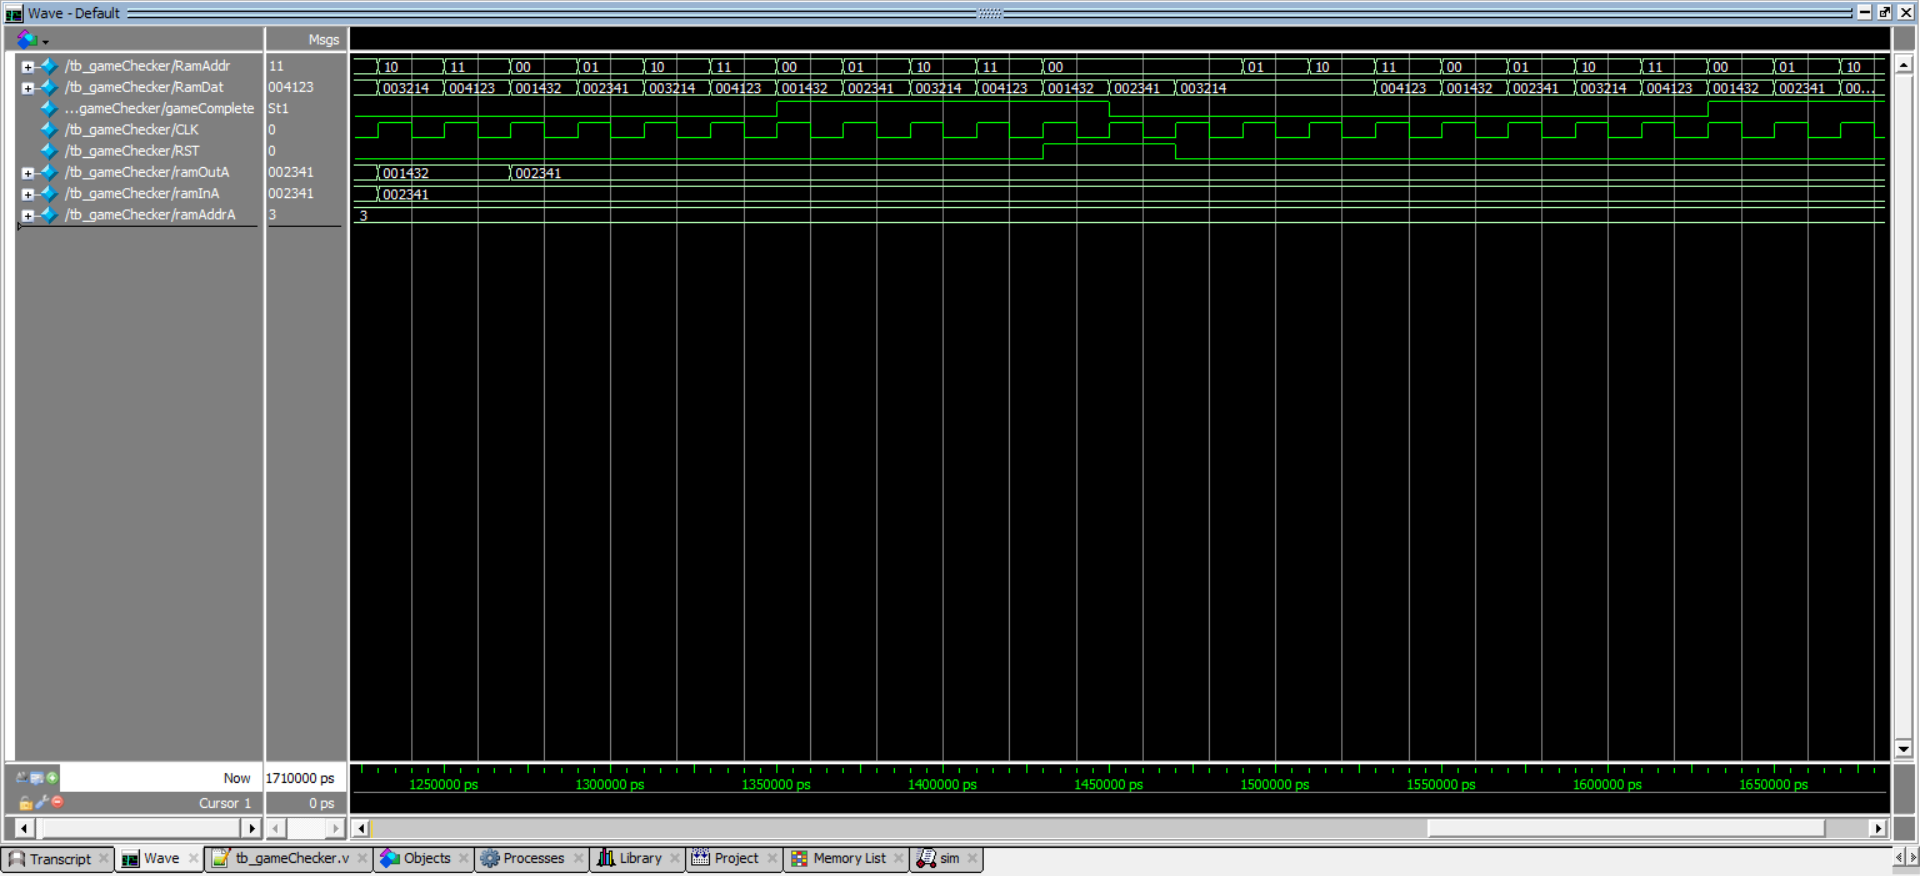 Wave - Default
Msgs
/tb_gameChecker/RamAddr 11 10 11 00 01 10 11 00 01 10 11 00 01 10 11 00 01 10 11 00 01 10
/tb_gameChecker/RamDat 004123 003214 004123 001432 002341 003214 004123 001432 002341 003214 004123 001432 002341 003214 004123 001432 002341 003214 004123 001432 002341 00...
...gameChecker/gameComplete St1
/tb_gameChecker/CLK 0
/tb_gameChecker/RST 0
/tb_gameChecker/ramOutA 002341 001432 002341
/tb_gameChecker/ramInA 002341 002341
/tb_gameChecker/ramAddrA 3 3
Now 1710000 ps 1250000 ps 1300000 ps 1350000 ps 1400000 ps 1450000 ps 1500000 ps 1550000 ps 1600000 ps 1650000 ps
Cursor 1 0 ps
Transcript Wave tb_gameChecker.v Objects Processes Library Project Memory List sim